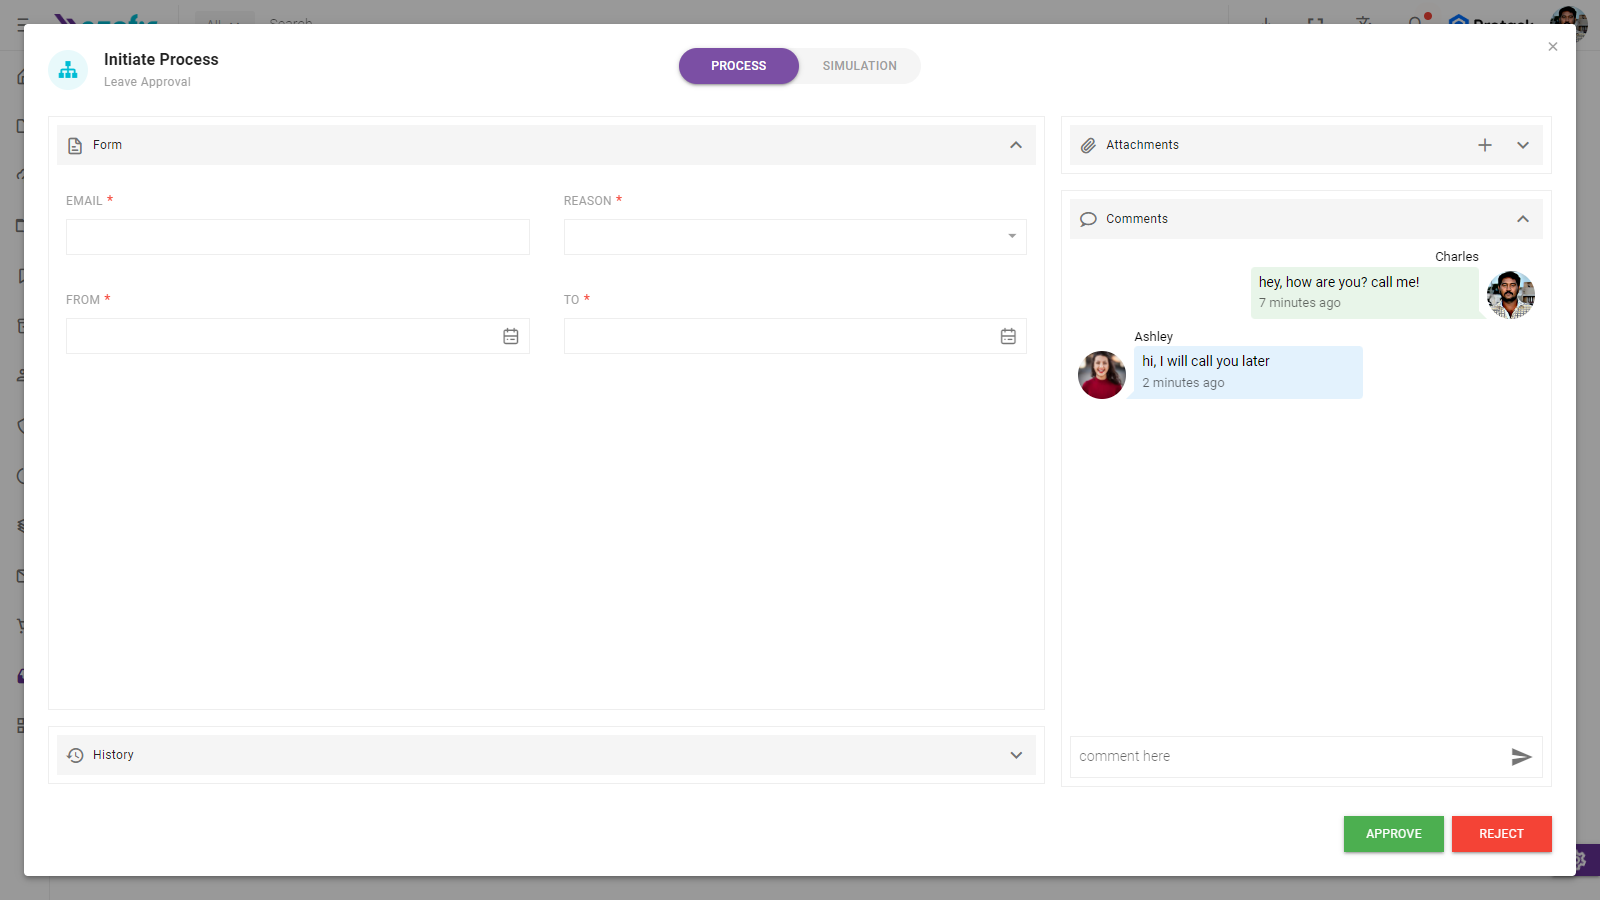 Initiate Process
Leave Approval
PROCESS
SIMULATION
Form
EMAIL *
REASON *
FROM *
TO *
History
Attachments
Comments
Charles
hey, how are you? call me!
7 minutes ago
Ashley
hi, I will call you later
2 minutes ago
comment here
APPROVE
REJECT